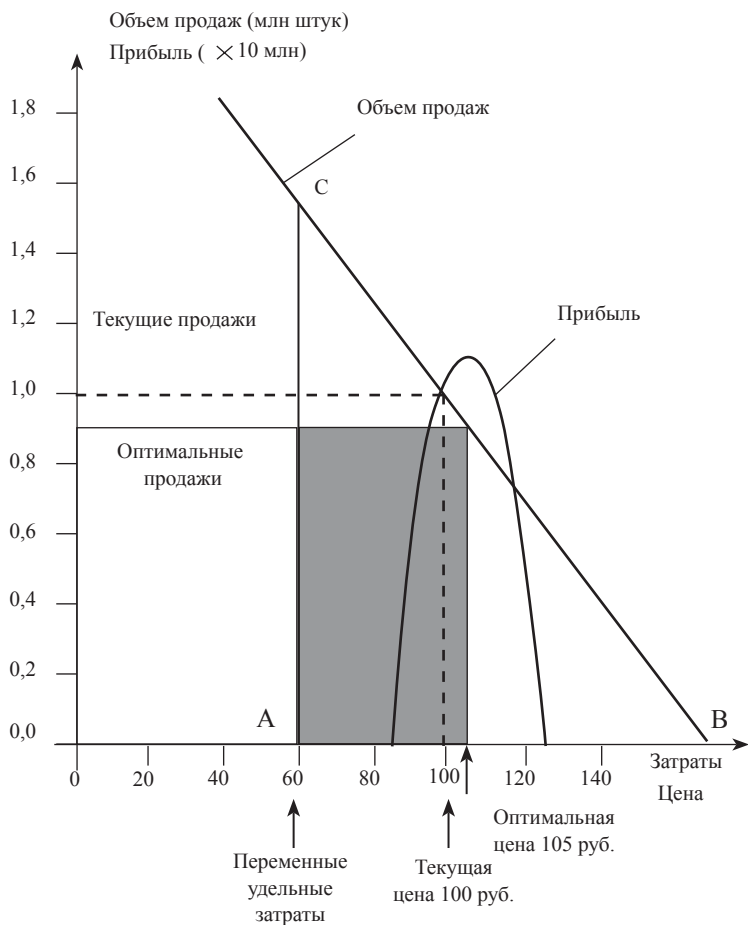 Объем продаж (млн штук)
Прибыль ( × 10 млн)
1,8
Объем продаж
1,6
С
1,4
1,2
Текущие продажи
Прибыль
1,0
0,8
Оптимальные
продажи
0,6
0,4
0,2
0,0
А
В
0
20
40
60
80
100
120
140
Затраты
Цена
Переменные
удельные
затраты
Текущая
цена 100 руб.
Оптимальная
цена 105 руб.